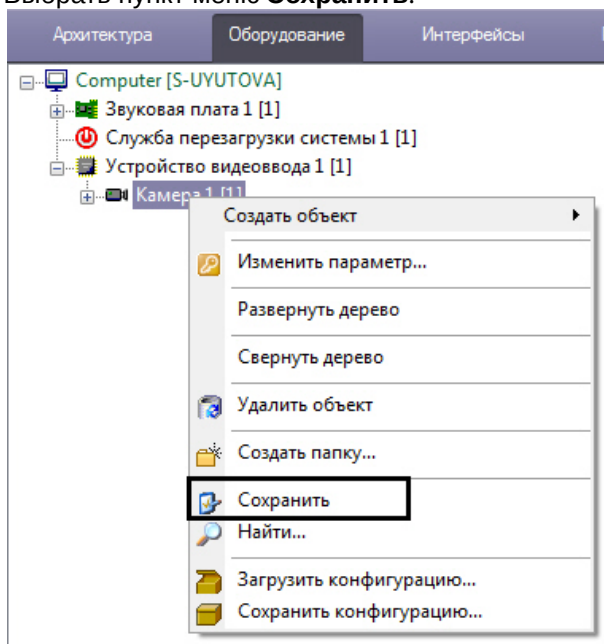 Выбрать пункт меню Сохранить.
Архитектура Оборудование Интерфейсы
Computer [S-UYUTOVA]
Звуковая плата 1 [1]
Служба перезагрузки системы 1 [1]
Устройство видеоввода 1 [1]
Камера 1 [1]
Создать объект
Изменить параметр...
Развернуть дерево
Свернуть дерево
Удалить объект
Создать папку...
Сохранить
Найти...
Загрузить конфигурацию...
Сохранить конфигурацию...